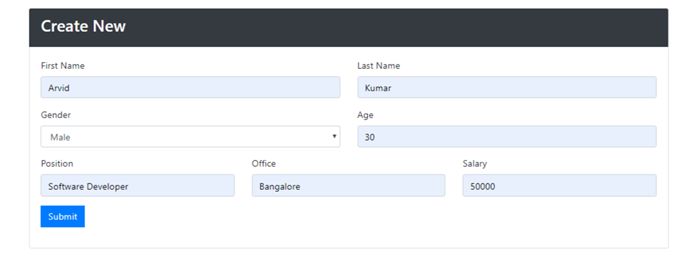 Create New
First Name Last Name
Arvid Kumar
Gender Age
Male 30
Position Office Salary
Software Developer Bangalore 50000
Submit